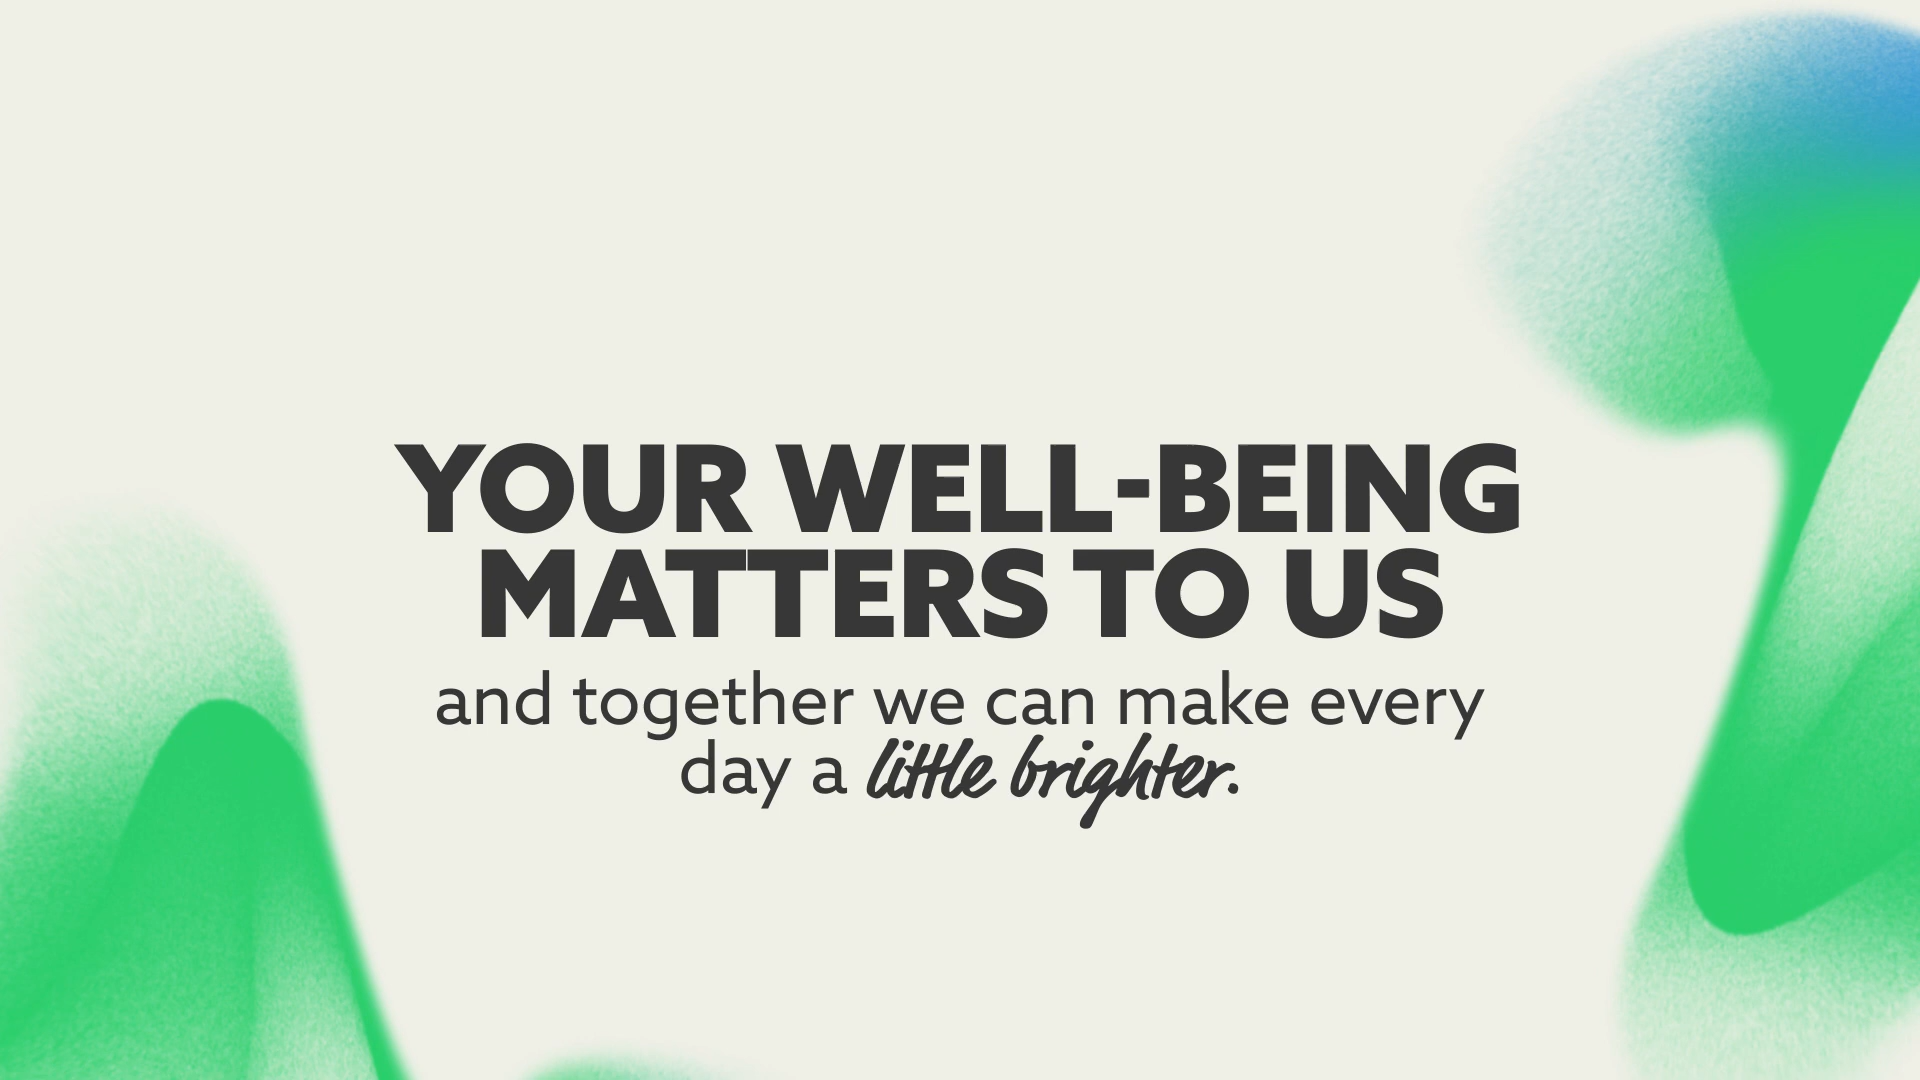 YOUR WELL-BEING
MATTERS TO US
and together we can make every
day a little brighter.